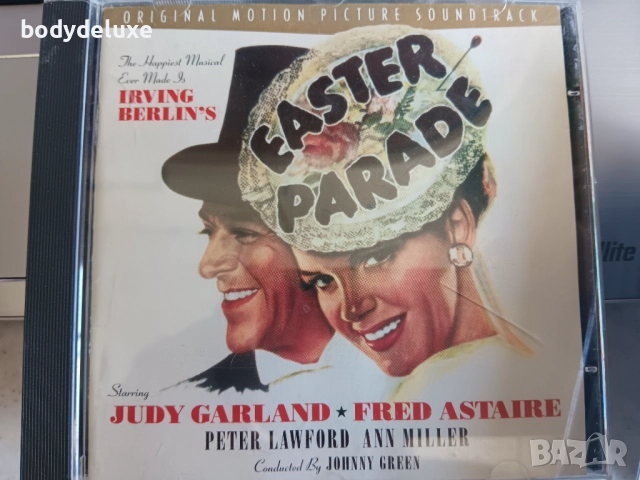 bodydeluxe
ORIGINAL MOTION PICTURE SOUNDTRACK
The Happiest Musical
Ever Made Is
IRVING
BERLIN'S
EASTER
PARADE
llite
Starring
JUDY GARLAND ★ FRED ASTAIRE
PETER LAWFORD ANN MILLER
Conducted By JOHNNY GREEN
BAZAR